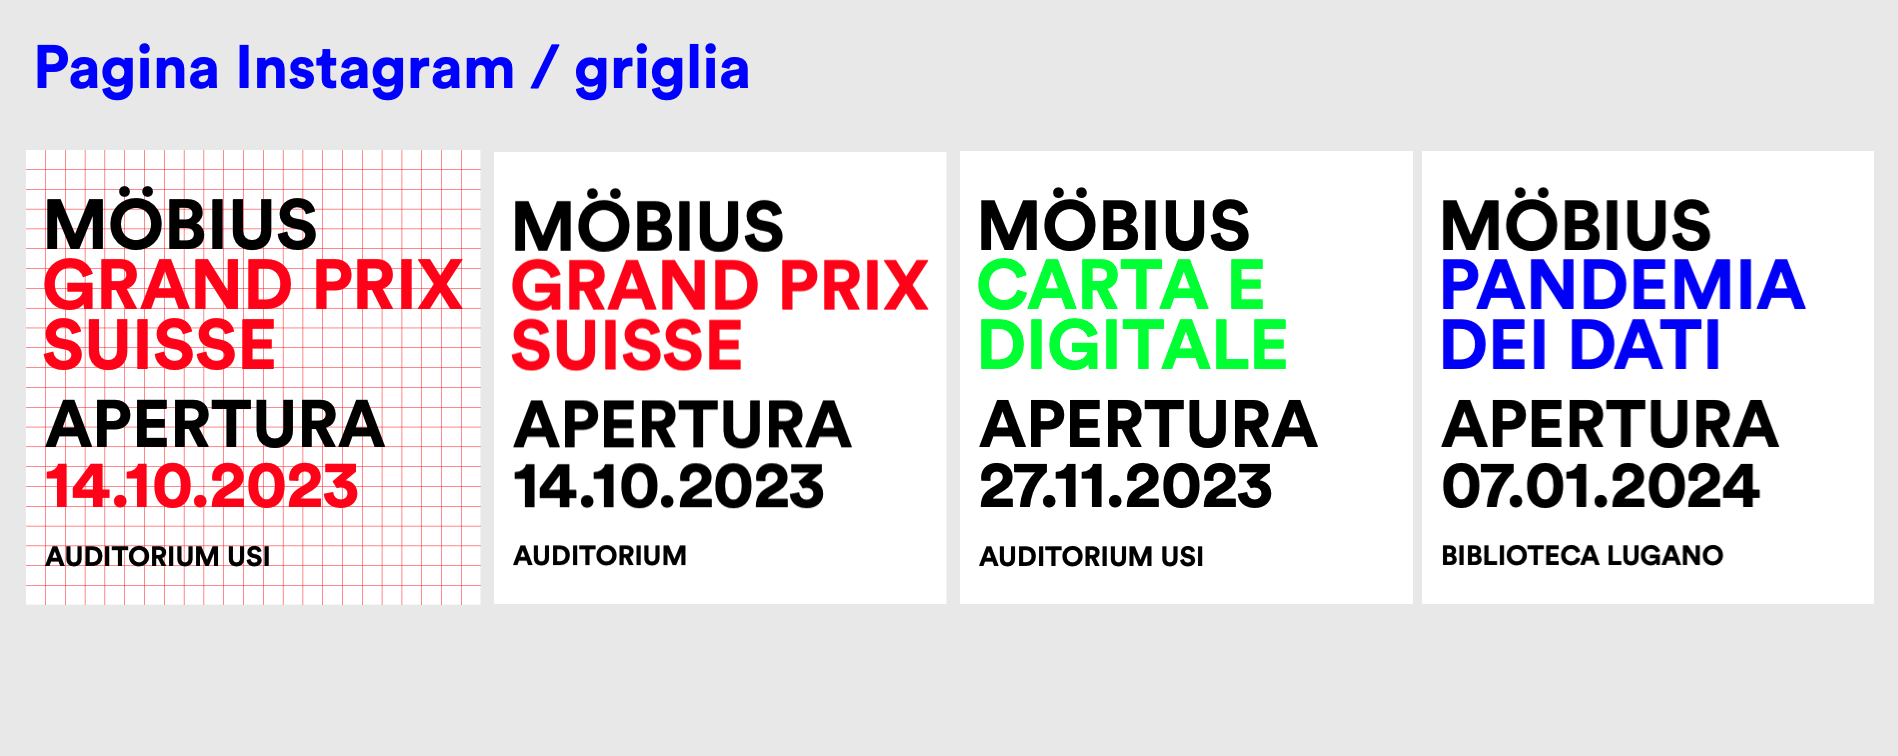 Pagina Instagram / griglia
MÖBIUS
GRAND PRIX
SUISSE
APERTURA
14.10.2023
AUDITORIUM USI
MÖBIUS
GRAND PRIX
SUISSE
APERTURA
14.10.2023
AUDITORIUM
MÖBIUS
CARTA E
DIGITALE
APERTURA
27.11.2023
AUDITORIUM USI
MÖBIUS
PANDEMIA
DEI DATI
APERTURA
07.01.2024
BIBLIOTECA LUGANO